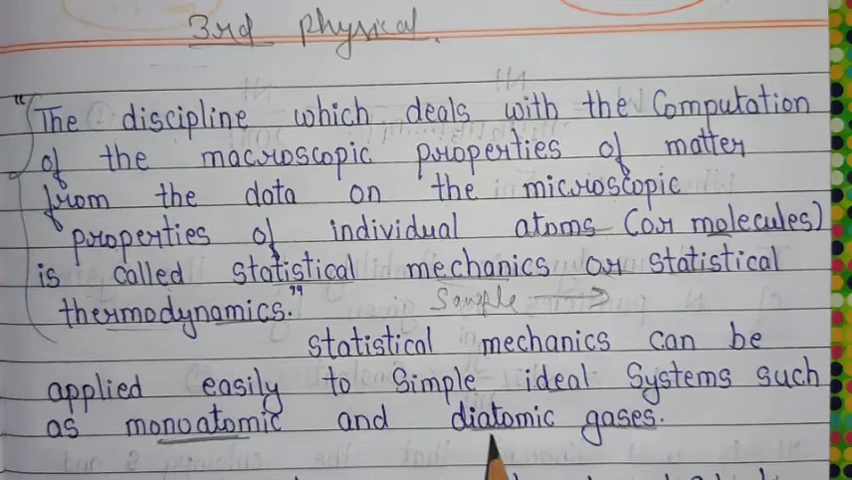 3rd physical.
"The discipline which deals with the Computation
of the macroscopic properties of matter
from the data on the microscopic
properties of individual atoms (or molecules)
is called statistical mechanics or statistical
thermodynamics."
Sample
statistical mechanics can be
applied easily to Simple ideal Systems such
as monoatomic and diatomic gases.